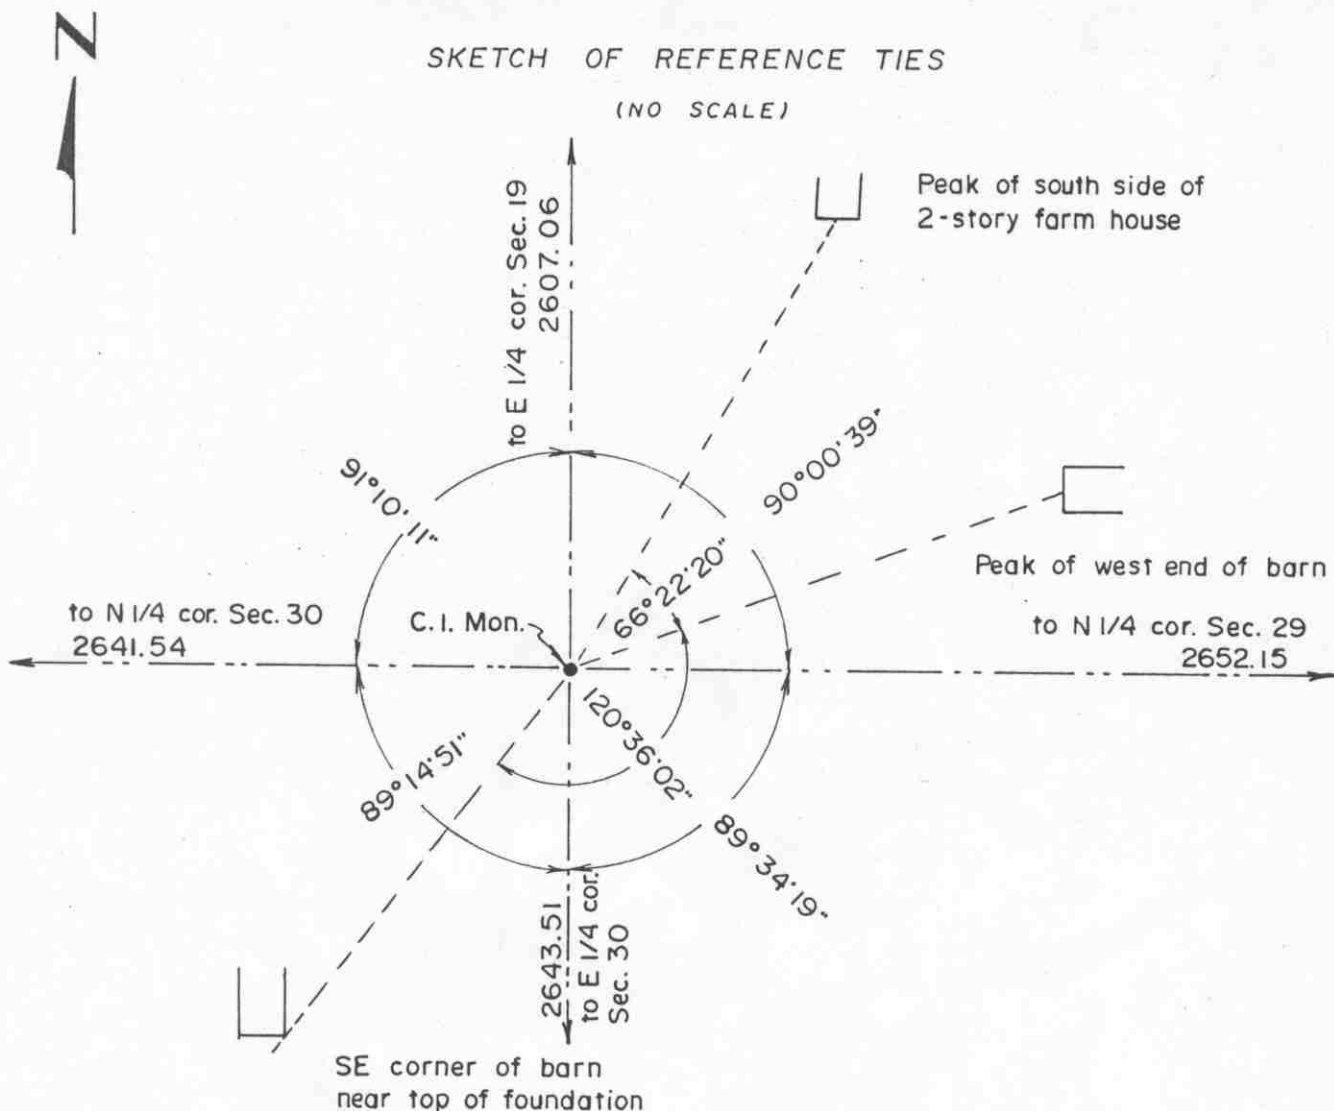 N
SKETCH OF REFERENCE TIES
(NO SCALE)
to E 1/4 cor. Sec. 19
2607.06
Peak of south side of
2-story farm house
91°10'11"
90°00'39"
66°22'20"
Peak of west end of barn
to N 1/4 cor. Sec. 30
2641.54
C.I. Mon.
to N 1/4 cor. Sec. 29
2652.15
120°36'02"
89°14'51"
89°34'19"
2643.51
to E 1/4 cor.
Sec. 30
SE corner of barn
near top of foundation